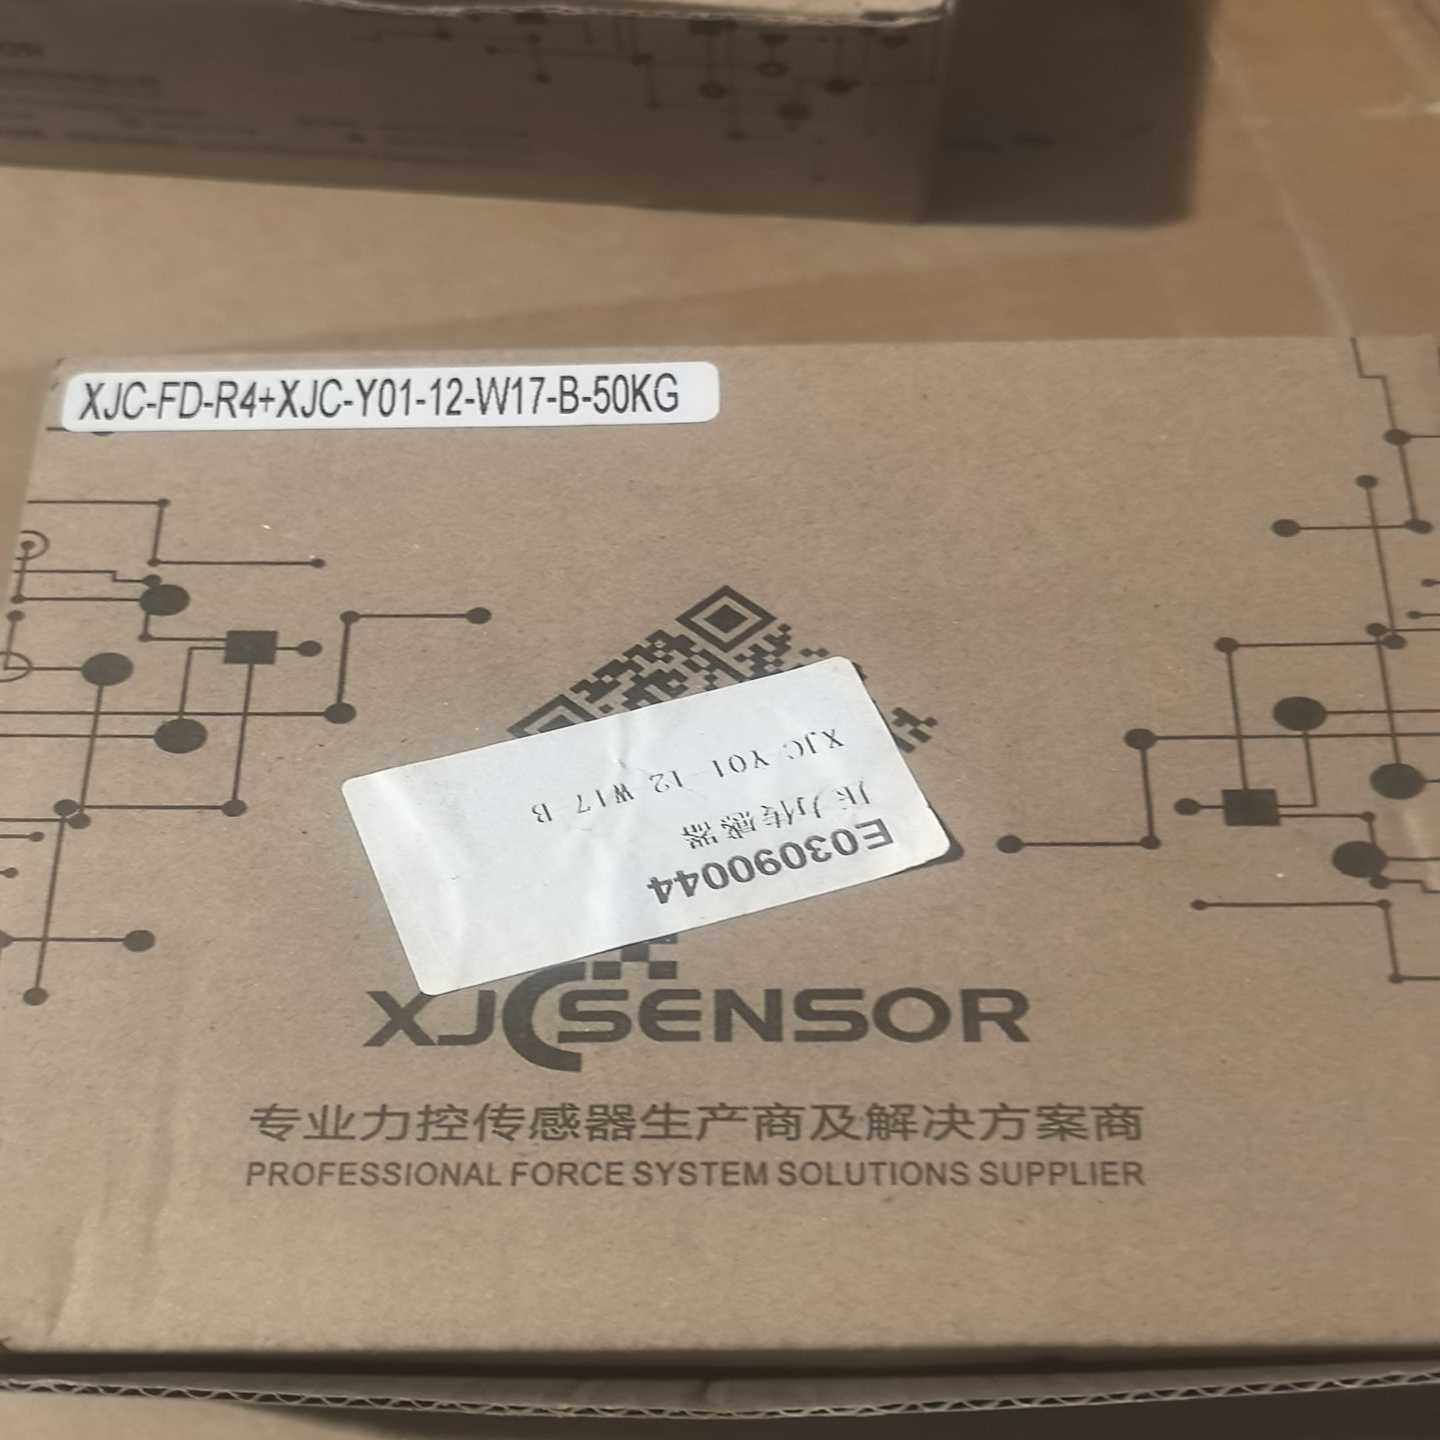 XJC-FD-R4+XJC-Y01-12-W17-B-50KG
E03090044
压力传感器
XJC Y01 12 W17 B
XJCSENSOR
专业力控传感器生产商及解决方案商
PROFESSIONAL FORCE SYSTEM SOLUTIONS SUPPLIER